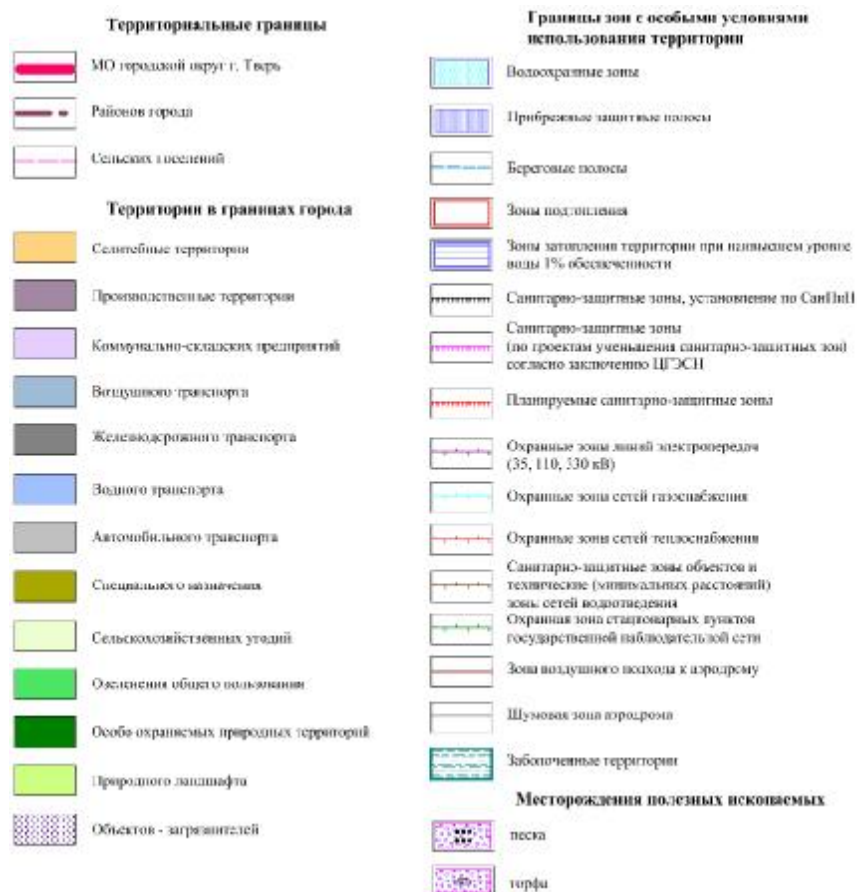 Территориальные границы
МО городской округ г. Тверь
Районов города
Сельских поселений
Территории в границах города
Селитебные территории
Производственные территории
Коммунально-складских предприятий
Воздушного транспорта
Железнодорожного транспорта
Водного транспорта
Автомобильного транспорта
Специального назначения
Сельскохозяйственных угодий
Озеленения общего пользования
Особо охраняемых природных территорий
Природного ландшафта
Объектов - загрязнителей
Границы зон с особыми условиями
использования территории
Водоохранные зоны
Прибрежные защитные полосы
Береговые полосы
Зоны подтопления
Зоны затопления территории при наивысшем уровне
воды 1% обеспеченности
Санитарно-защитные зоны, установление по СанПиН
Санитарно-защитные зоны
(по проектам уменьшения санитарно-защитных зон)
согласно заключению ЦГЭСН
Планируемые санитарно-защитные зоны
Охранные зоны линий электропередач
(35, 110, 330 кВ)
Охранные зоны сетей газоснабжения
Охранные зоны сетей теплоснабжения
Санитарно-защитные зоны объектов и
технические (минимальных расстояний)
зоны сетей водоотведения
Охранная зона стационарных пунктов
государственной наблюдательной сети
Зона воздушного подхода к аэродрому
Шумовая зона аэродрома
Заболоченные территории
Месторождения полезных ископаемых
песка
торфа